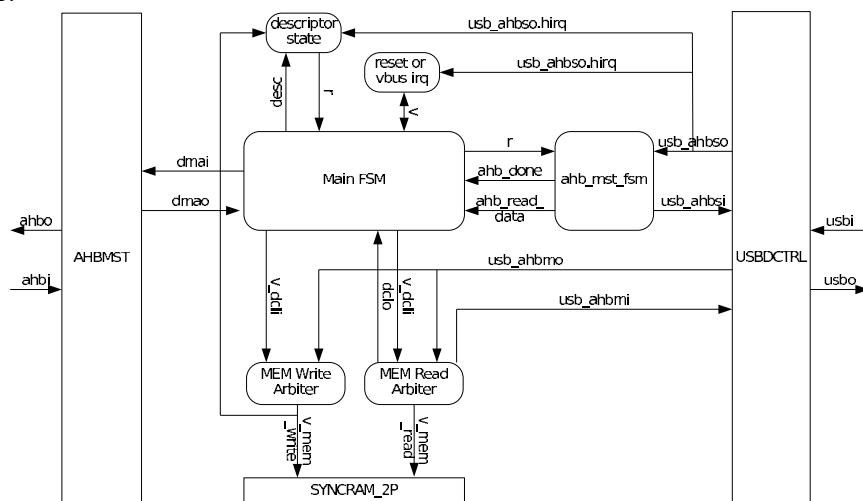 descriptor
state
usb_ahbso.hirq
reset or
vbus irq
usb_ahbso.hirq
desc
r
v
dmai
Main FSM
r
ahb_done
ahb_mst_fsm
usb_ahbso
dmao
ahb_read_
data
usb_ahbsi
ahbo
usbi
AHBMST
USBDCTRL
ahbi
v_dcli
dclo
v_dcli
usb_ahbmo
usbo
usb_ahbmi
MEM Write
Arbiter
MEM Read
Arbiter
v_mem
_write
v_mem
_read
SYNCRAM_2P